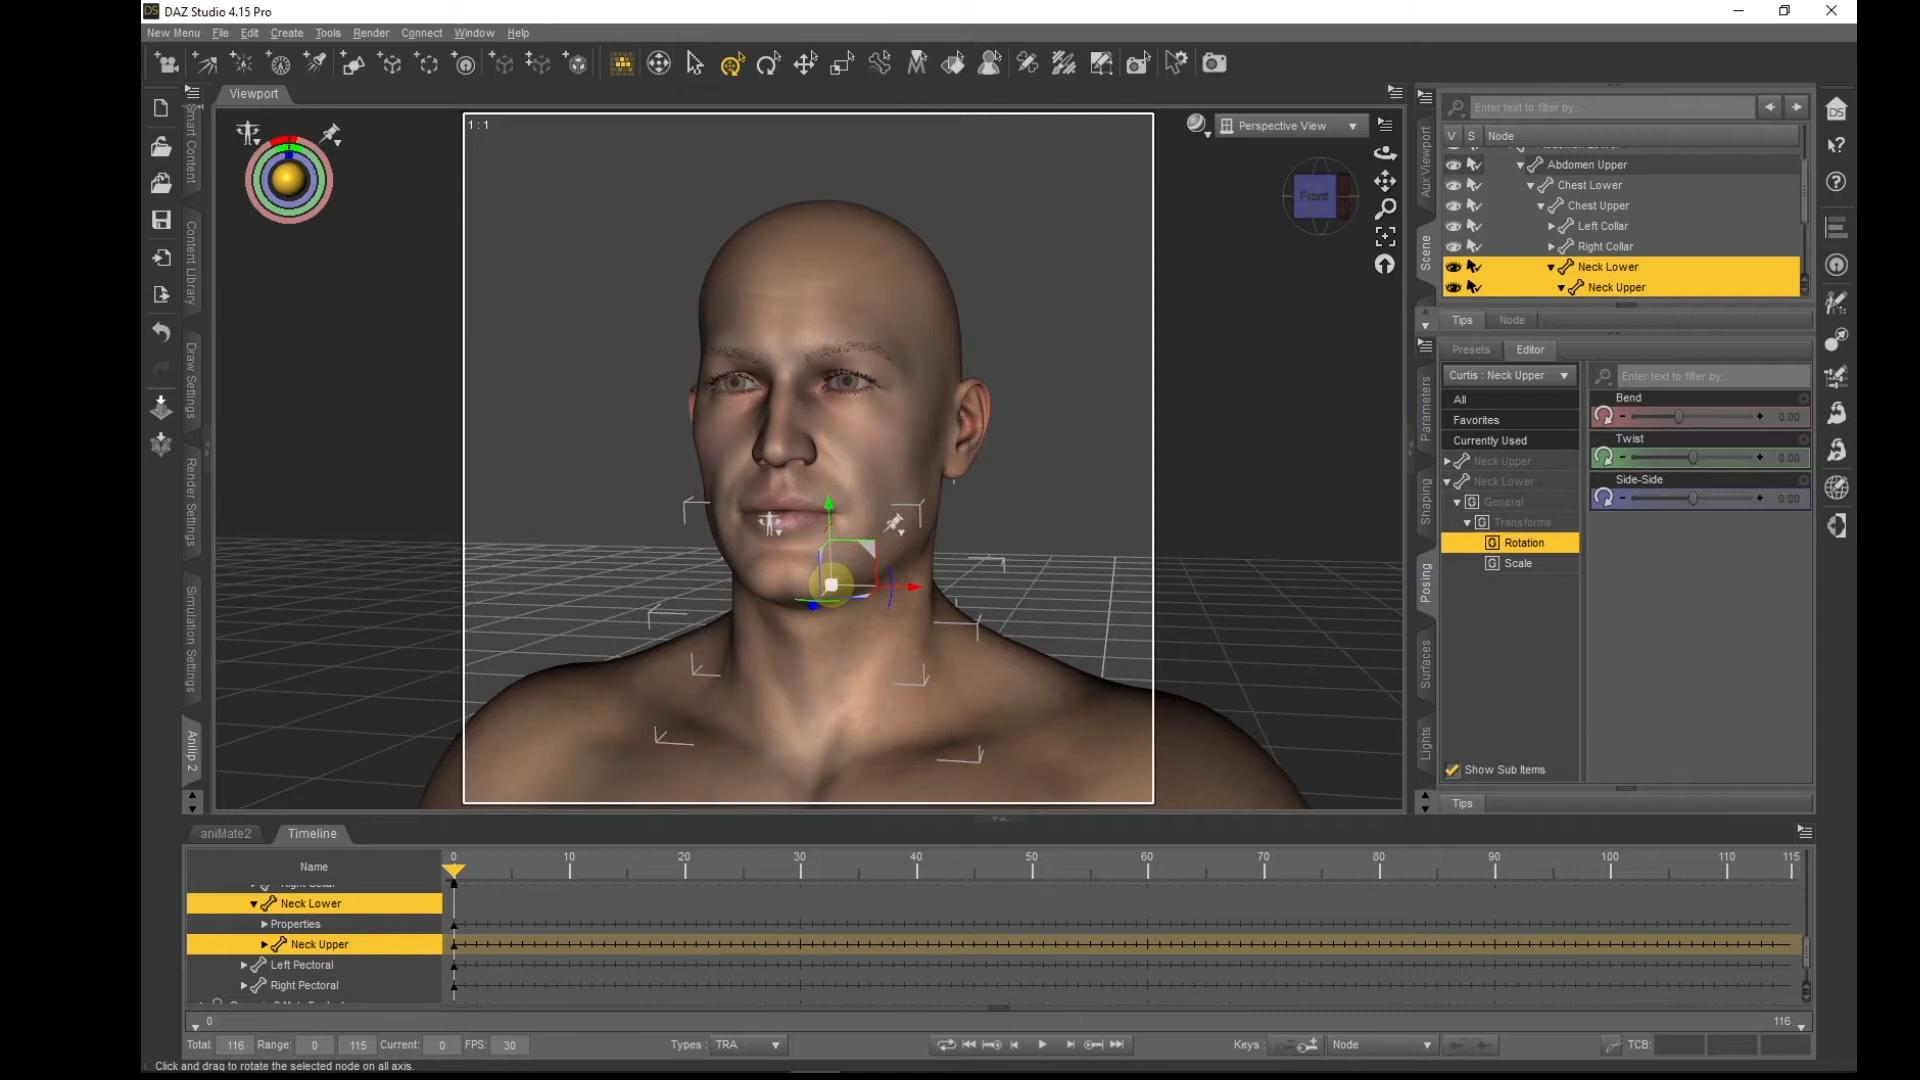 DAZ Studio 4.15 Pro
New Menu File Edit Create Tools Render Connect Window Help
Viewport
1 : 1
Perspective View
Front
Smart Content
Content Library
Draw Settings
Render Settings
Simulation Settings
Anilip 2
Aux Viewport
Scene
Enter text to filter by...
V S Node
Abdomen Lower
Abdomen Upper
Chest Lower
Chest Upper
Left Collar
Right Collar
Neck Lower
Neck Upper
Tips Node
Parameters
Shaping
Posing
Surfaces
Lights
Presets Editor
Curtis : Neck Upper
Enter text to filter by...
All
Favorites
Currently Used
Neck Upper
Neck Lower
General
Transforms
Rotation
Scale
Bend
0.00
Twist
0.00
Side-Side
0.00
Show Sub Items
Tips
aniMate2 Timeline
Name
0 10 20 30 40 50 60 70 80 90 100 110 115
Right Collar
Neck Lower
Properties
Neck Upper
Left Pectoral
Right Pectoral
0 116
Total: 116 Range: 0 115 Current: 0 FPS: 30 Types : TRA Keys : Node TCB:
Click and drag to rotate the selected node on all axis.